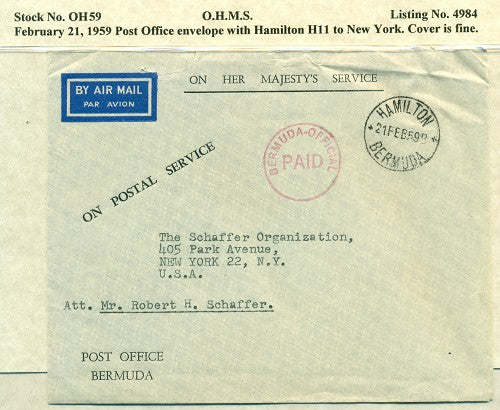 Stock No. OH59 O.H.M.S. Listing No. 4984
February 21, 1959 Post Office envelope with Hamilton H11 to New York. Cover is fine.
BY AIR MAIL
PAR AVION
ON HER MAJESTY'S SERVICE
HAMILTON
21FEB59
BERMUDA
BERMUDA-OFFICIAL
PAID
ON POSTAL SERVICE
The Schaffer Organization,
405 Park Avenue,
NEW YORK 22, N.Y.
U.S.A.
Att. Mr. Robert H. Schaffer.
POST OFFICE
BERMUDA